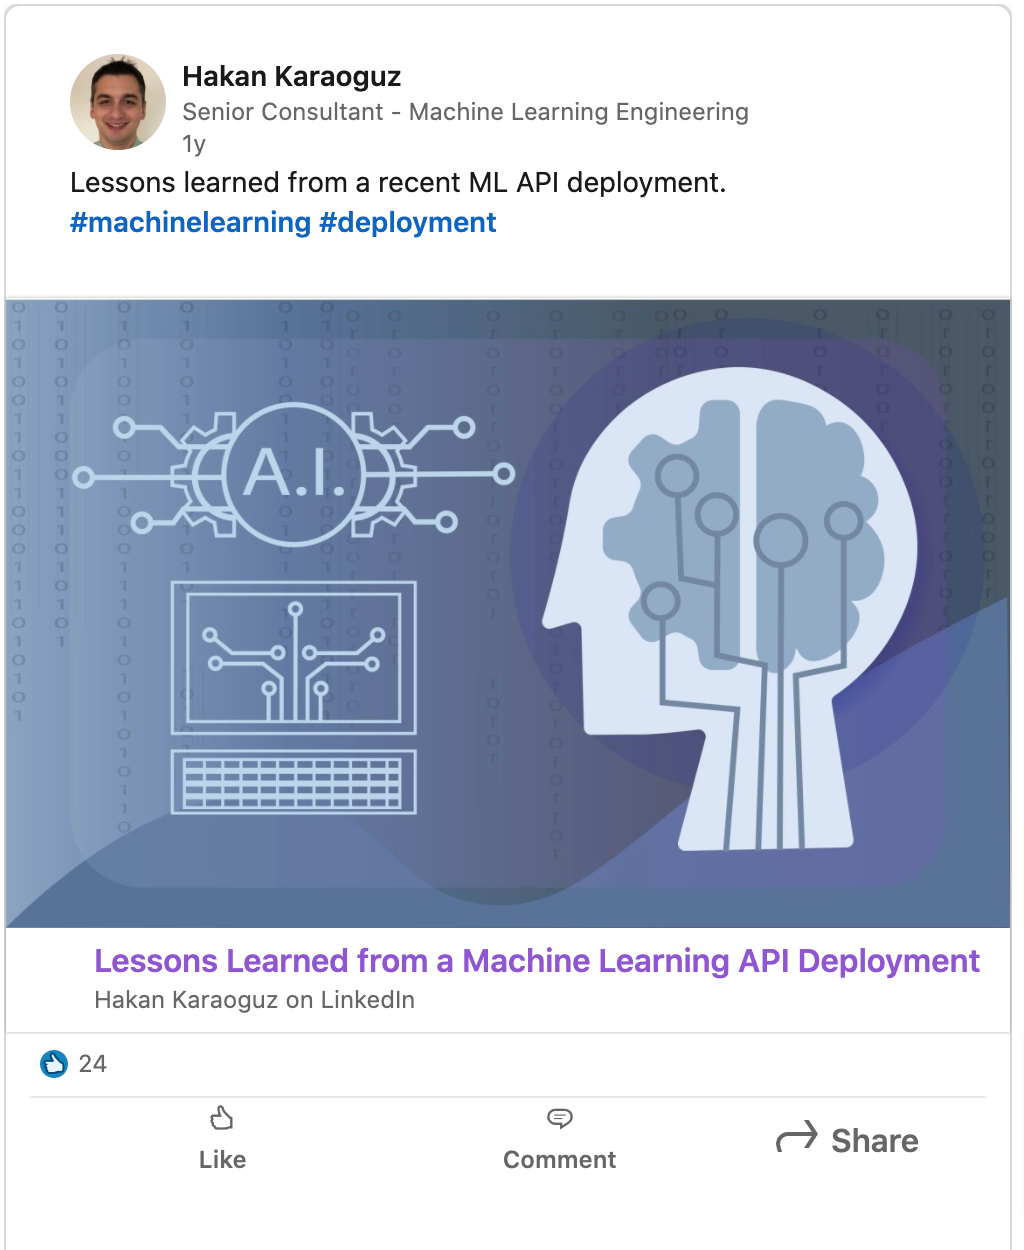 Hakan Karaoguz
Senior Consultant - Machine Learning Engineering
1y
Lessons learned from a recent ML API deployment.
#machinelearning #deployment
A.I.
Lessons Learned from a Machine Learning API Deployment
Hakan Karaoguz on LinkedIn
24
Like
Comment
Share